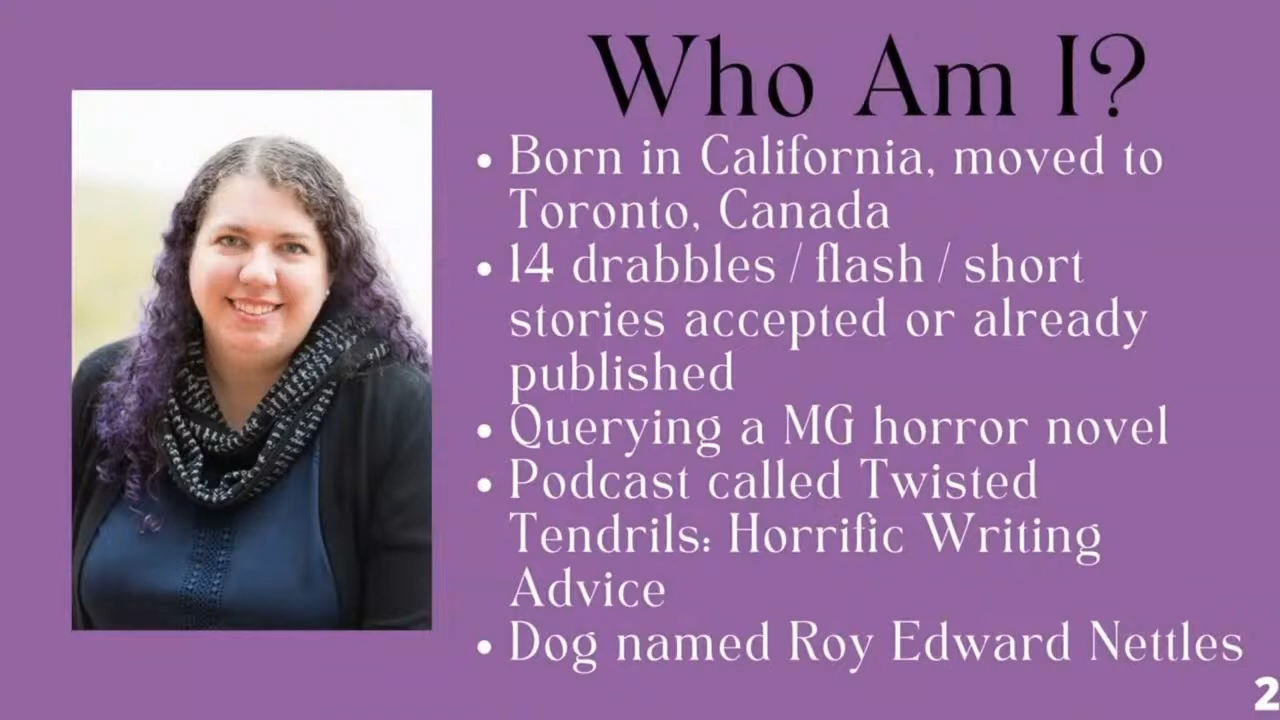 Who Am I?
• Born in California, moved to
Toronto, Canada
• 14 drabbles / flash / short
stories accepted or already
published
• Querying a MG horror novel
• Podcast called Twisted
Tendrils: Horrific Writing
Advice
• Dog named Roy Edward Nettles
2